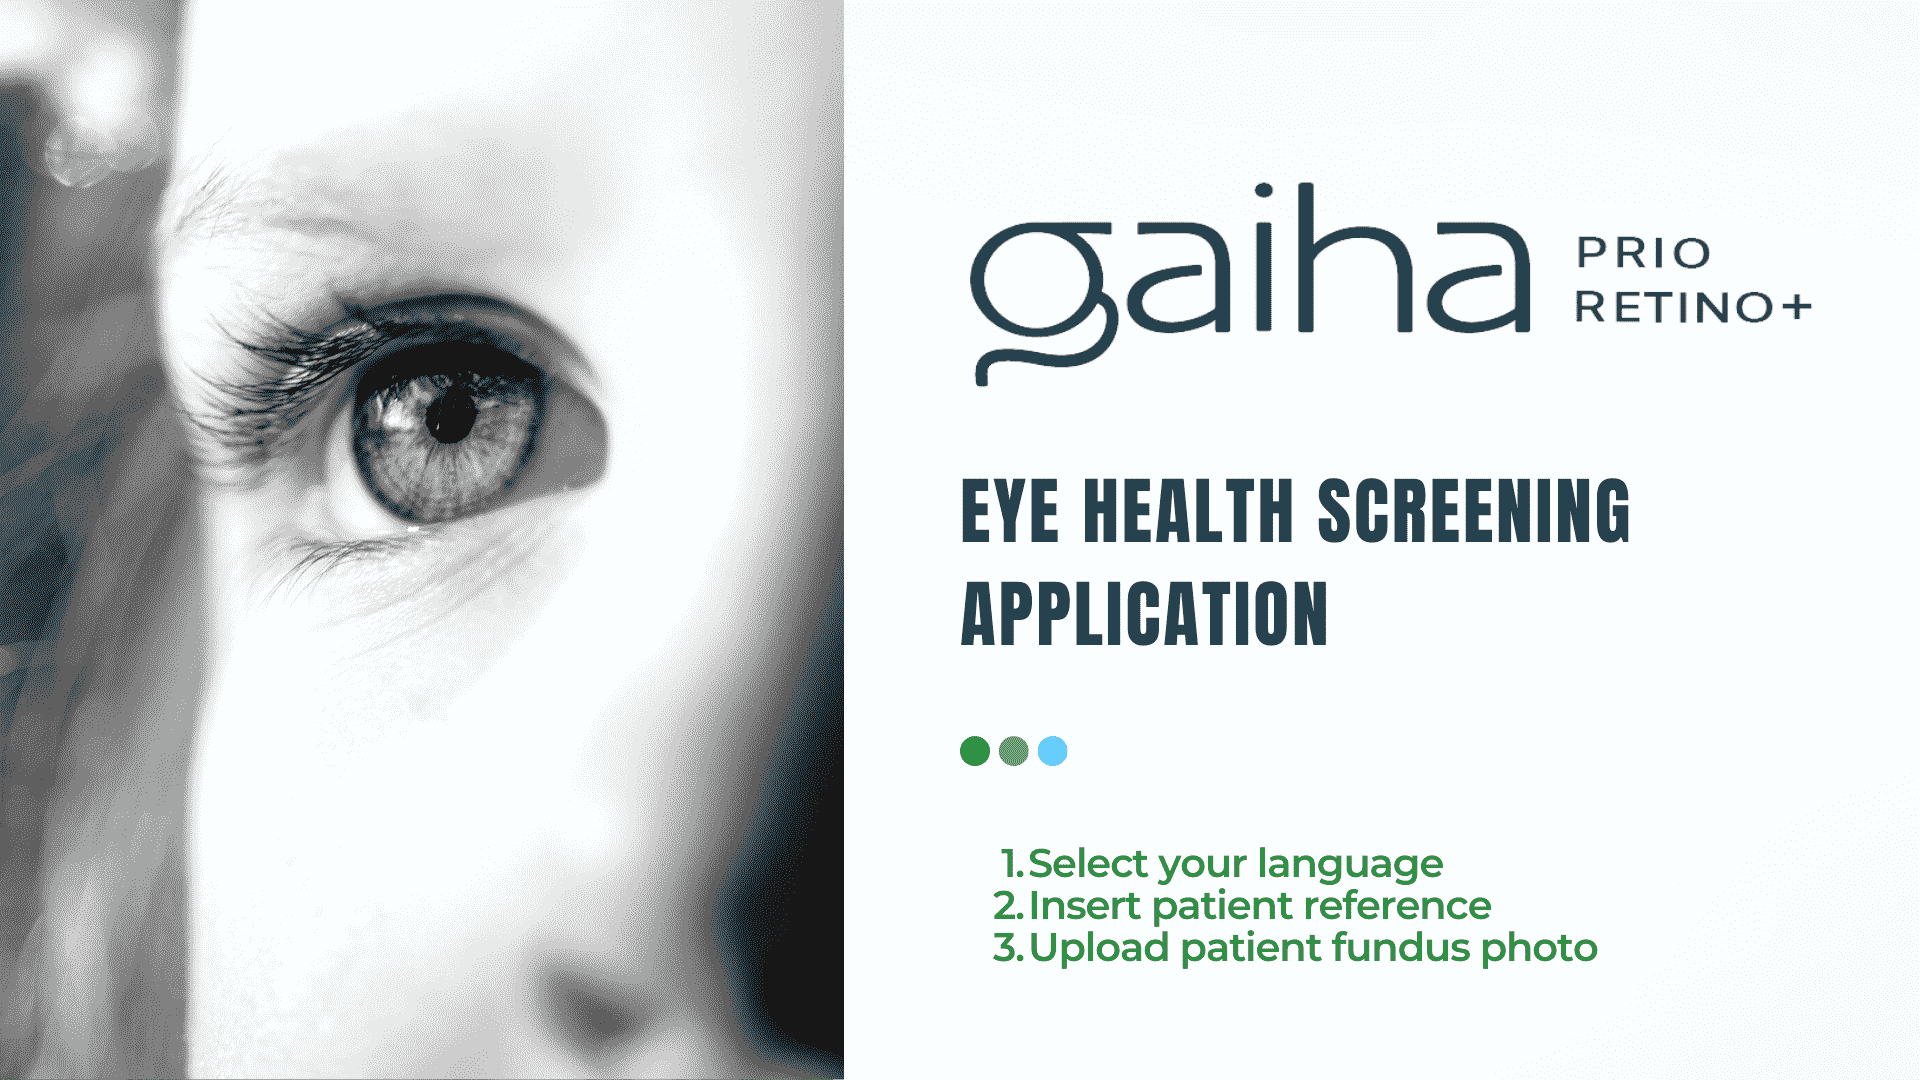 gaiha
PRIO
RETINO+
EYE HEALTH SCREENING
APPLICATION
1. Select your language
2. Insert patient reference
3. Upload patient fundus photo